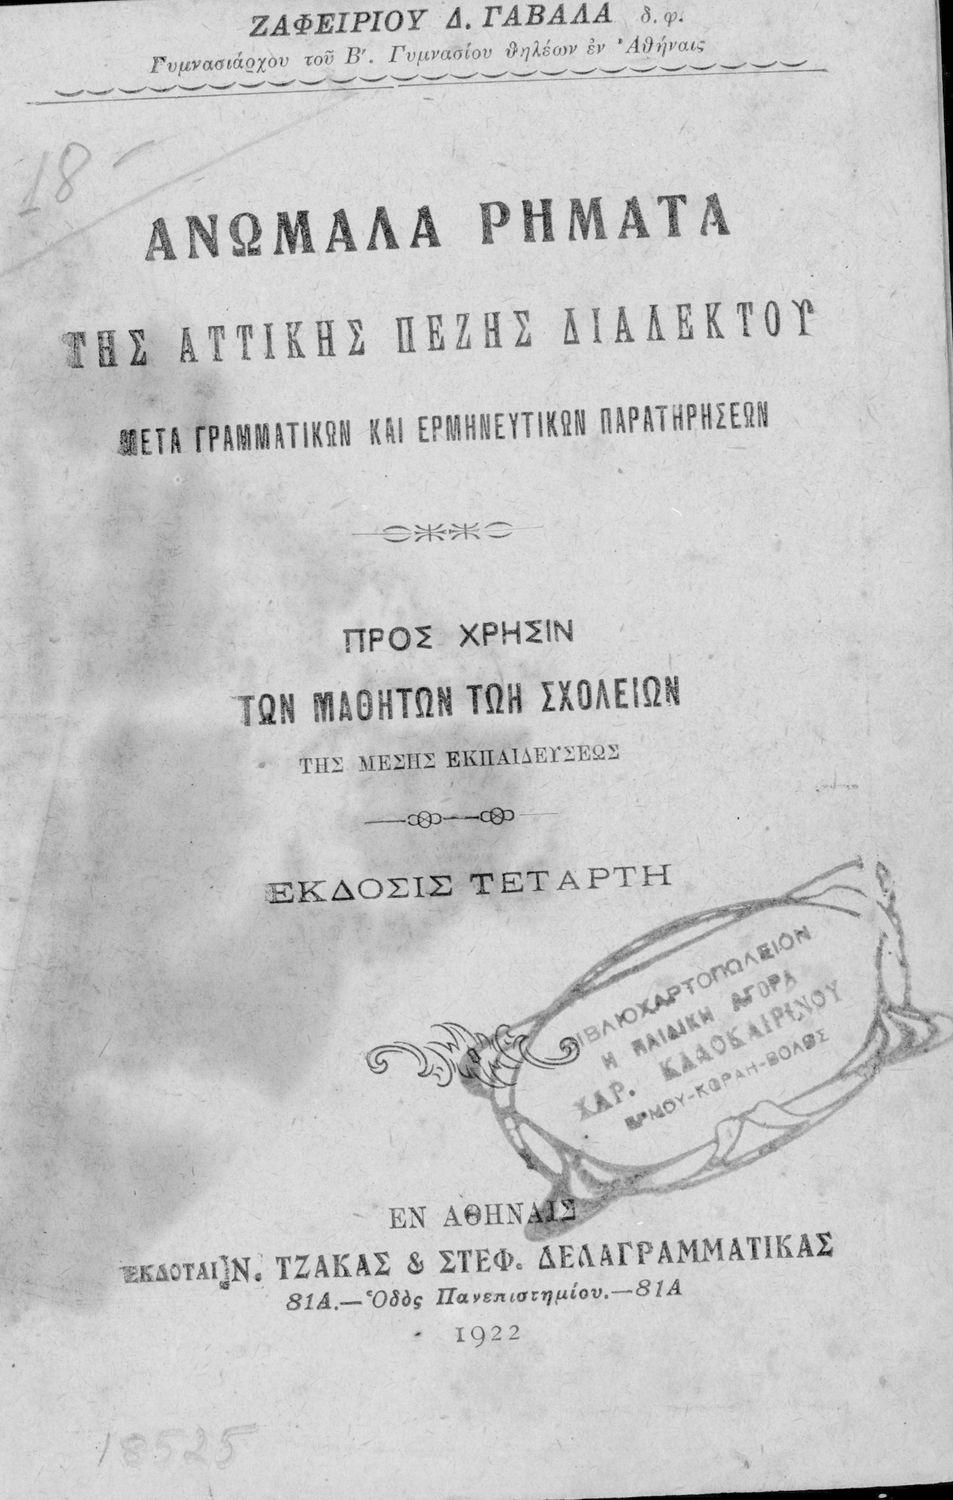 ΖΑΦΕΙΡΙΟΥ Δ. ΓΑΒΑΛΑ δ. φ.
Γυμνασιάρχου τοῦ Β΄. Γυμνασίου θηλέων ἐν Ἀθήναις
18-
ΑΝΩΜΑΛΑ ΡΗΜΑΤΑ
ΤΗΣ ΑΤΤΙΚΗΣ ΠΕΖΗΣ ΔΙΑΛΕΚΤΟΥ
ΜΕΤΑ ΓΡΑΜΜΑΤΙΚΩΝ ΚΑΙ ΕΡΜΗΝΕΥΤΙΚΩΝ ΠΑΡΑΤΗΡΗΣΕΩΝ
ΠΡΟΣ ΧΡΗΣΙΝ
ΤΩΝ ΜΑΘΗΤΩΝ ΤΩΗ ΣΧΟΛΕΙΩΝ
ΤΗΣ ΜΕΣΗΣ ΕΚΠΑΙΔΕΥΣΕΩΣ
ΕΚΔΟΣΙΣ ΤΕΤΑΡΤΗ
ΒΙΒΛΙΟΧΑΡΤΟΠΩΛΕΙΟΝ
Η ΠΑΙΔΙΚΗ ΑΓΟΡΑ
ΧΑΡ. ΚΑΛΟΚΑΙΡΙΝΟΥ
ΕΡΜΟΥ-ΚΩΡΑΗ-ΒΟΛΟΣ
ΕΝ ΑΘΗΝΑΙΣ
ΕΚΔΟΤΑΙ Ν. ΤΖΑΚΑΣ & ΣΤΕΦ. ΔΕΛΑΓΡΑΜΜΑΤΙΚΑΣ
81Α.—Ὁδὸς Πανεπιστημίου.—81Α
1922
18525